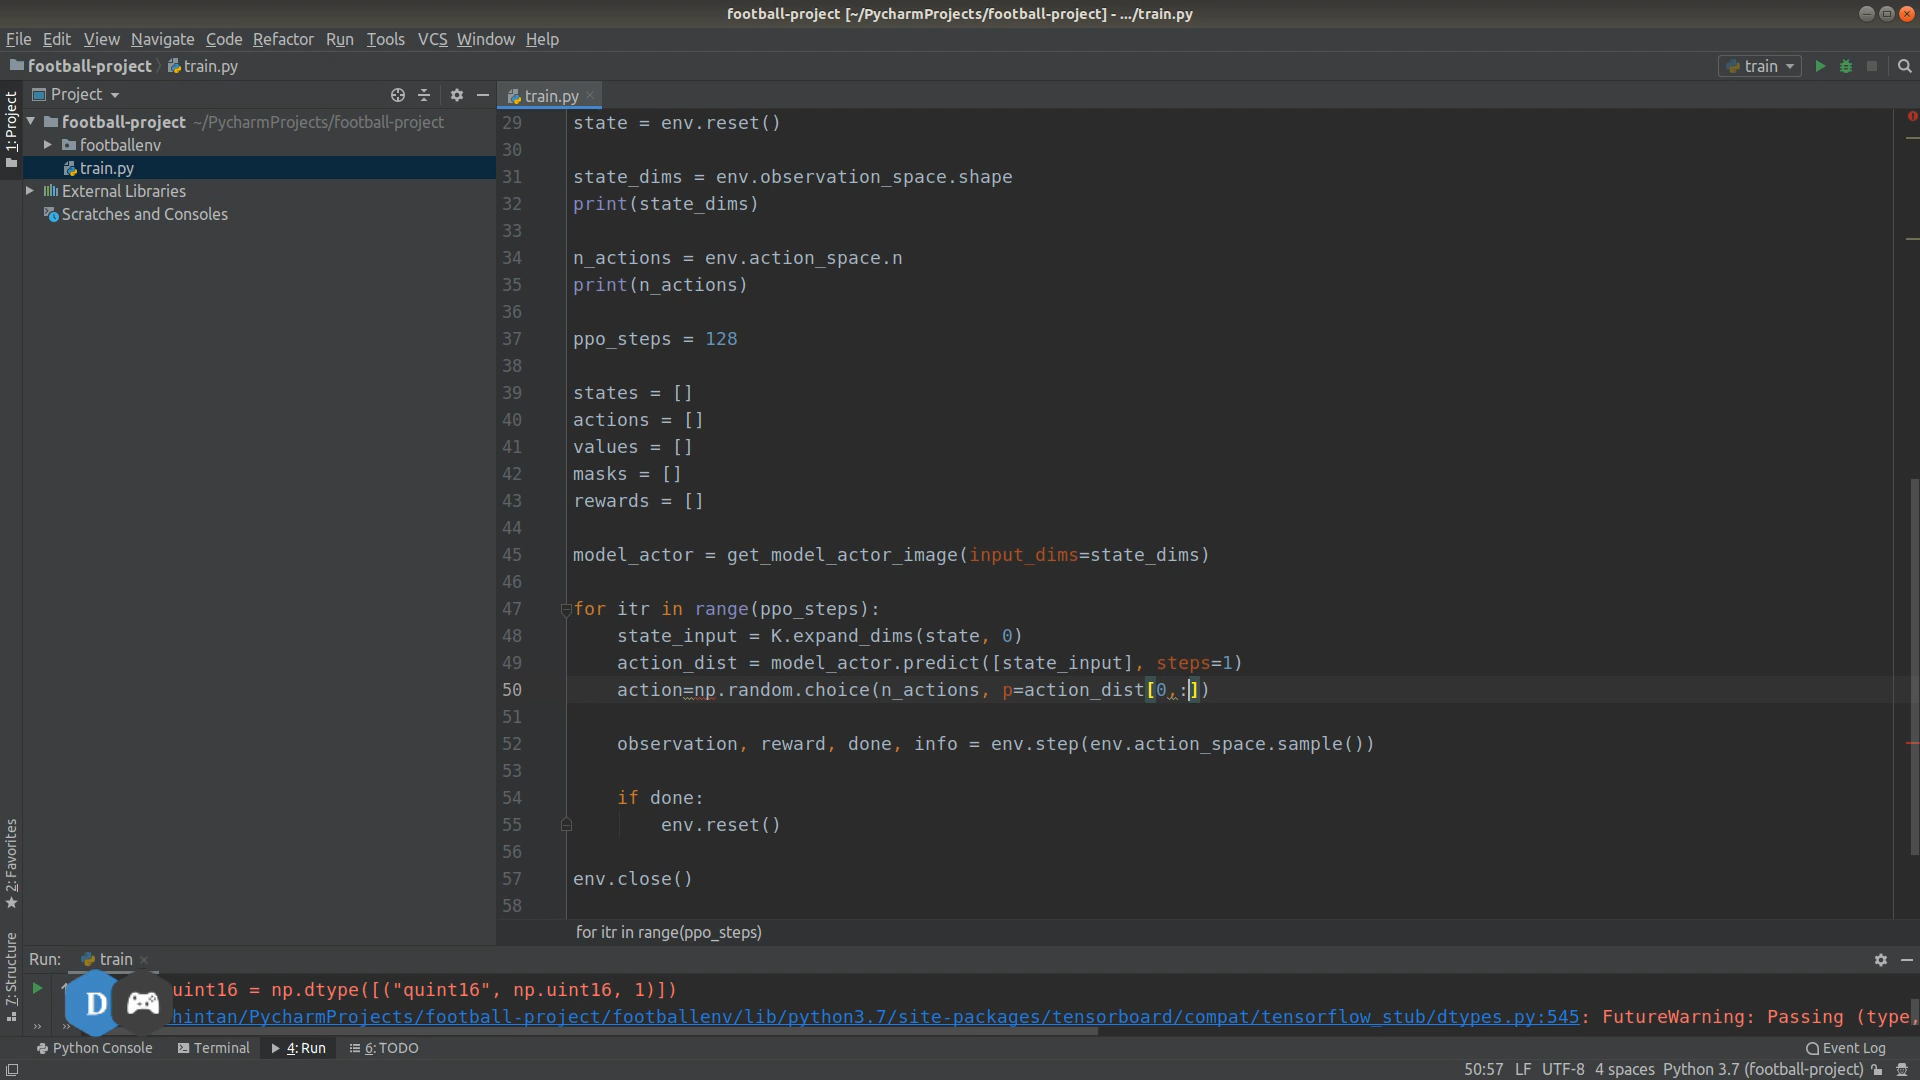 football-project [~/PycharmProjects/football-project] - .../train.py
File Edit View Navigate Code Refactor Run Tools VCS Window Help
football-project train.py train
Project
train.py
football-project ~/PycharmProjects/football-project
footballenv
train.py
External Libraries
Scratches and Consoles
1: Project
2: Favorites
7: Structure
29 state = env.reset()
30
31 state_dims = env.observation_space.shape
32 print(state_dims)
33
34 n_actions = env.action_space.n
35 print(n_actions)
36
37 ppo_steps = 128
38
39 states = []
40 actions = []
41 values = []
42 masks = []
43 rewards = []
44
45 model_actor = get_model_actor_image(input_dims=state_dims)
46
47 for itr in range(ppo_steps):
48 state_input = K.expand_dims(state, 0)
49 action_dist = model_actor.predict([state_input], steps=1)
50 action=np.random.choice(n_actions, p=action_dist[0,:])
51
52 observation, reward, done, info = env.step(env.action_space.sample())
53
54 if done:
55 env.reset()
56
57 env.close()
58
for itr in range(ppo_steps)
Run: train
D
quint16 = np.dtype([("quint16", np.uint16, 1)])
hintan/PycharmProjects/football-project/footballenv/lib/python3.7/site-packages/tensorboard/compat/tensorflow_stub/dtypes.py:545: FutureWarning: Passing (type,
Python Console Terminal 4: Run 6: TODO Event Log
50:57 LF UTF-8 4 spaces Python 3.7 (football-project)